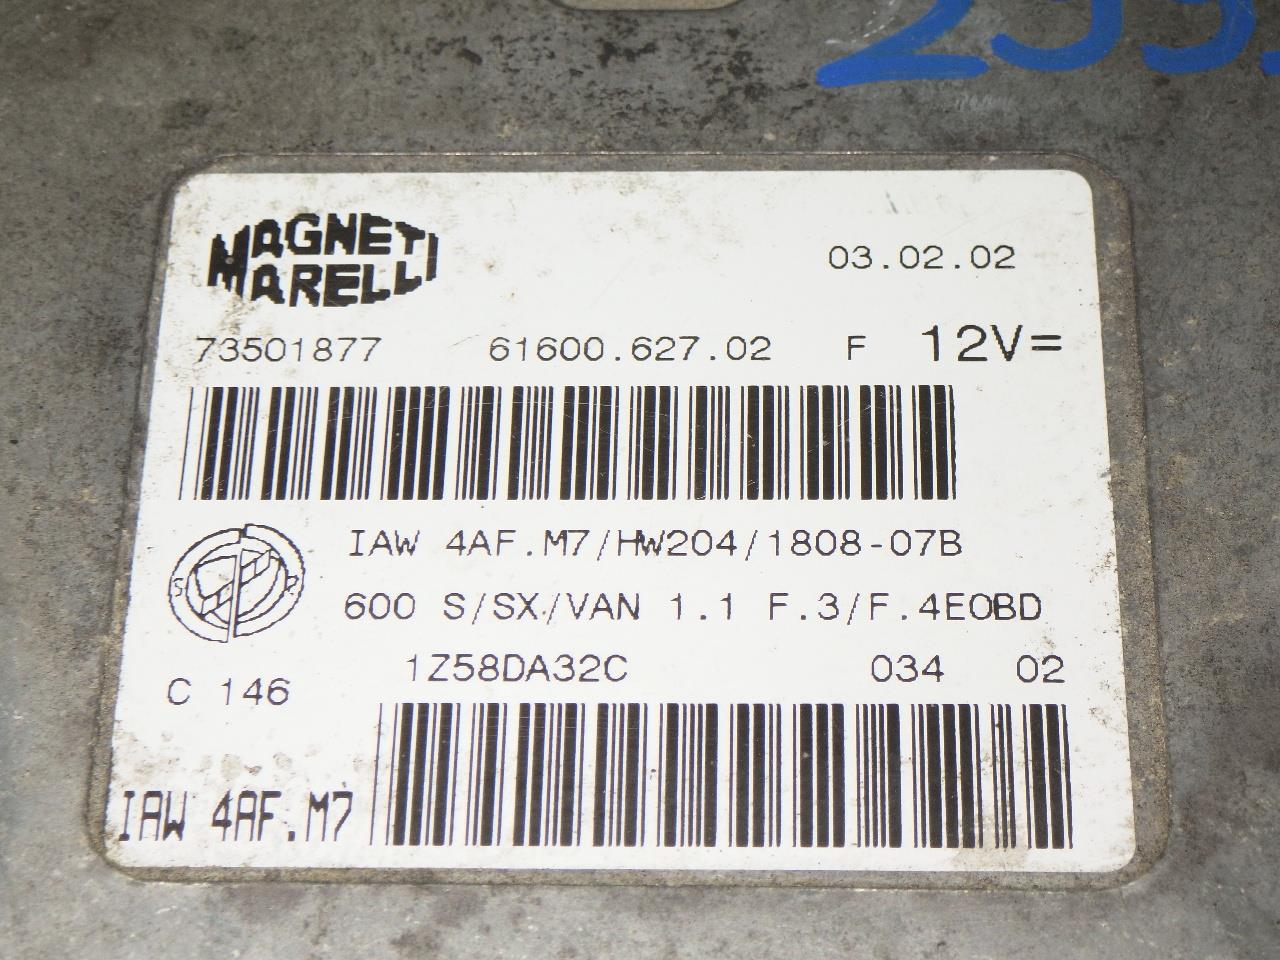 MAGNETI
MARELLI
03.02.02
73501877 61600.627.02 F 12V=
IAW 4AF.M7/HW204/1808-07B
600 S/SX/VAN 1.1 F.3/F.4EOBD
1Z58DA32C 034 02
C 146
IAW 4AF.M7